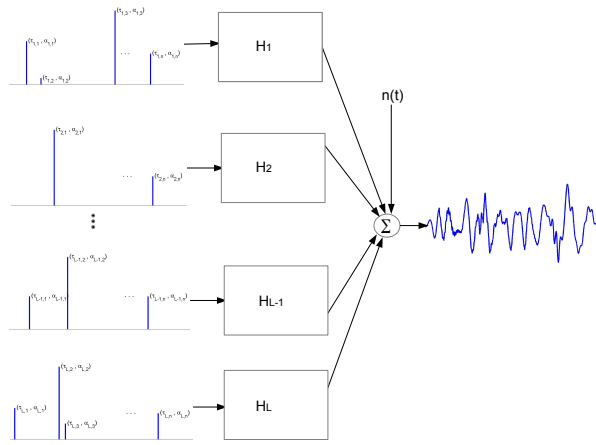 (τ1,1 , α1,1)
(τ1,2 , α1,2)
(τ1,3 , α1,3)
. . .
(τ1,n , α1,n)
H1
n(t)
(τ2,1 , α2,1)
. . .
(τ2,n , α2,n)
H2
Σ
(τL-1,1 , αL-1,1)
(τL-1,2 , αL-1,2)
. . .
(τL-1,n , αL-1,n)
HL-1
(τL,1 , αL,1)
(τL,2 , αL,2)
(τL,3 , αL,3)
. . .
(τL,n , αL,n)
HL